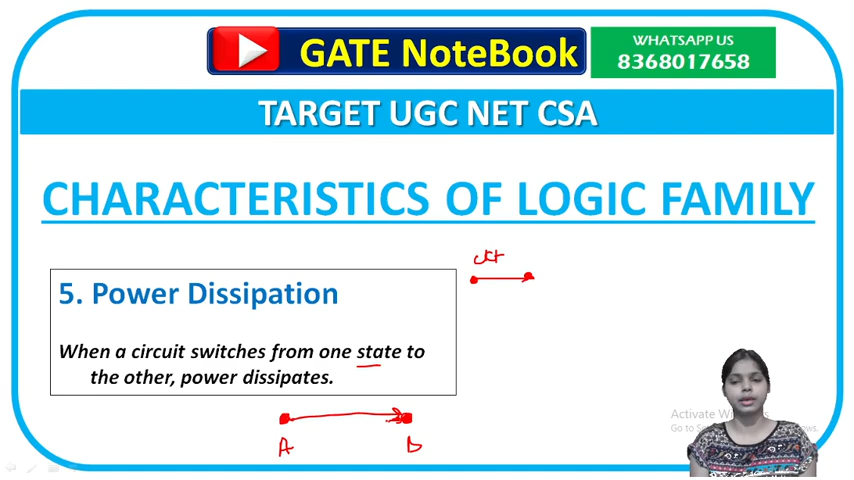 GATE NoteBook
WHATSAPP US
8368017658
TARGET UGC NET CSA
CHARACTERISTICS OF LOGIC FAMILY
5. Power Dissipation
When a circuit switches from one state to
the other, power dissipates.
ckt
A
B